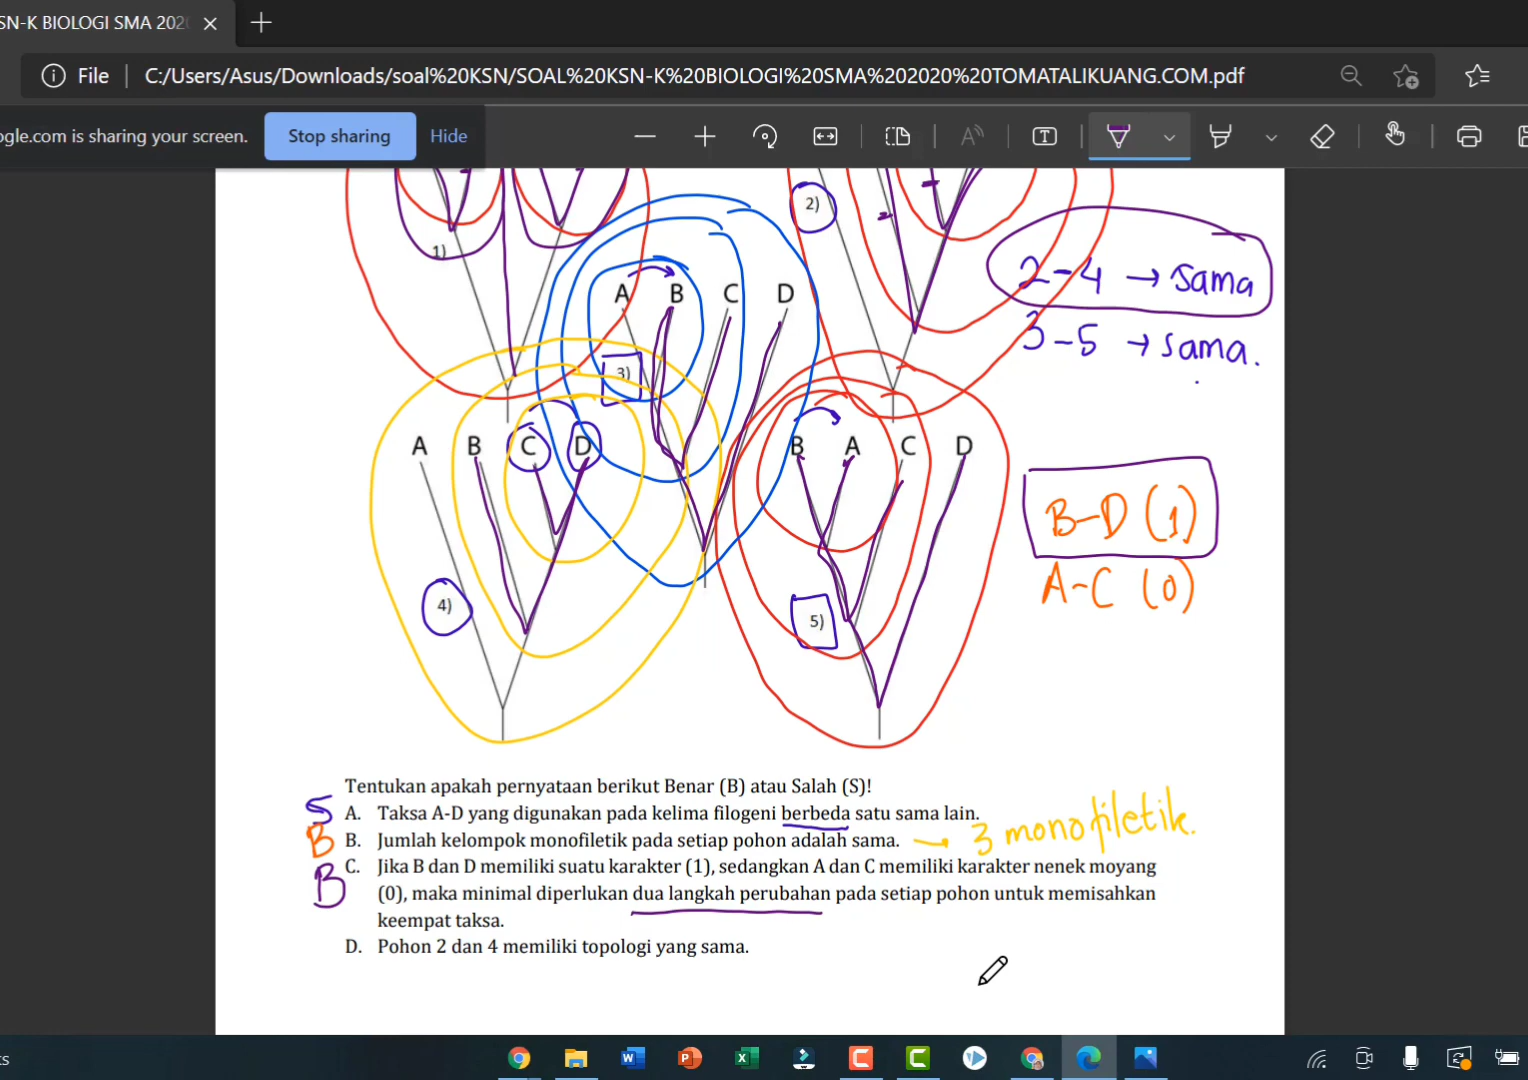 SN-K BIOLOGI SMA 202
File
C:/Users/Asus/Downloads/soal%20KSN/SOAL%20KSN-K%20BIOLOGI%20SMA%202020%20TOMATALIKUANG.COM.pdf
ogle.com is sharing your screen.
Stop sharing
Hide
1)
2)
2-4 → sama
3-5 → sama.
A B C D
3)
A B C D
B A C D
4)
5)
B-D (1)
A-C (0)
Tentukan apakah pernyataan berikut Benar (B) atau Salah (S)!
S A. Taksa A-D yang digunakan pada kelima filogeni berbeda satu sama lain.
B B. Jumlah kelompok monofiletik pada setiap pohon adalah sama. → 3 monofiletik.
B C. Jika B dan D memiliki suatu karakter (1), sedangkan A dan C memiliki karakter nenek moyang
(0), maka minimal diperlukan dua langkah perubahan pada setiap pohon untuk memisahkan
keempat taksa.
D. Pohon 2 dan 4 memiliki topologi yang sama.